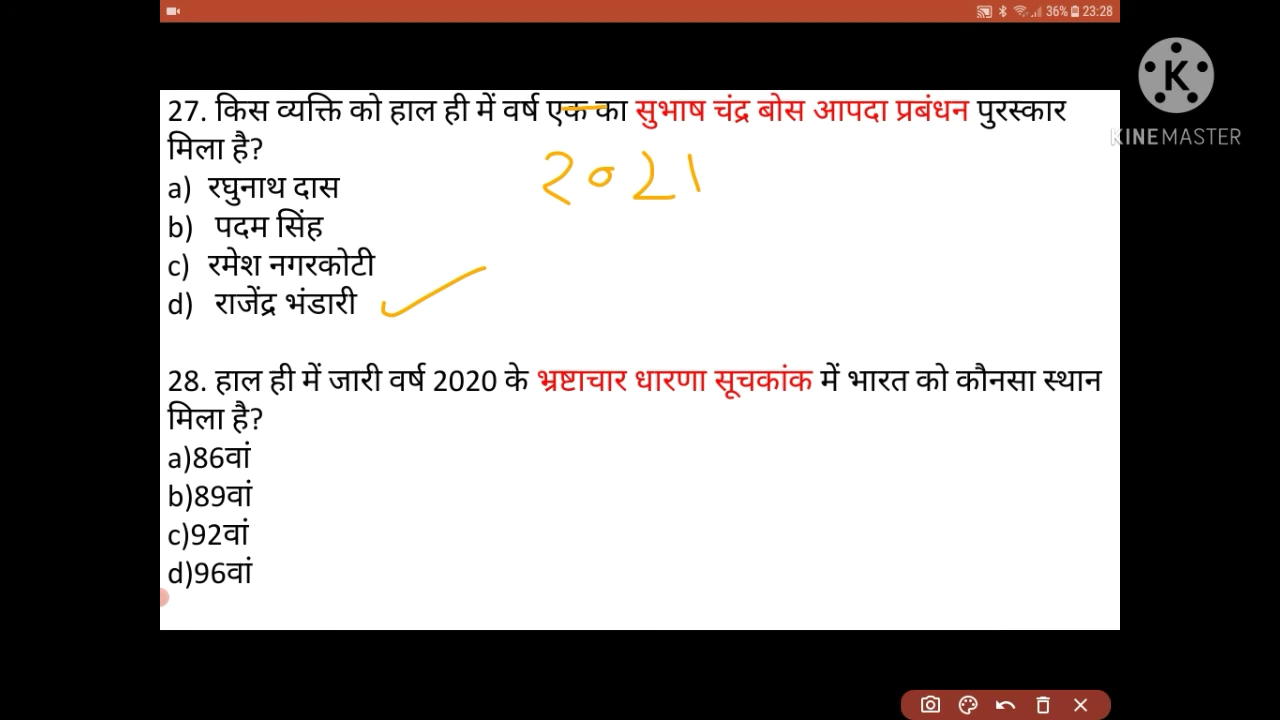 36% 23:28
K
KINEMASTER
27. किस व्यक्ति को हाल ही में वर्ष एक का सुभाष चंद्र बोस आपदा प्रबंधन पुरस्कार
मिला है?
2021
a) रघुनाथ दास
b) पदम सिंह
c) रमेश नगरकोटी
d) राजेंद्र भंडारी
28. हाल ही में जारी वर्ष 2020 के भ्रष्टाचार धारणा सूचकांक में भारत को कौनसा स्थान
मिला है?
a)86वां
b)89वां
c)92वां
d)96वां